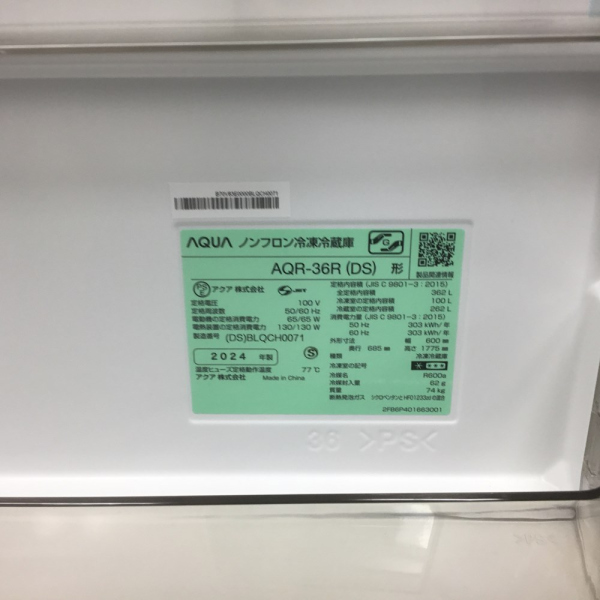 AQUA ノンフロン冷凍冷蔵庫
AQR-36R (DS) 形
製品関連情報
アクア 株式会社
JET
定格電圧 100 V
定格周波数 50/60 Hz
電動機の定格消費電力 65/65 W
電熱装置の定格消費電力 130/130 W
製造番号 (DS)BLQCH0071
2024 年製
S
温度ヒューズ定格動作温度 77℃
アクア 株式会社 Made in China
定格内容積 (JIS C 9801-3 : 2015)
全定格内容積 362 L
冷凍室の定格内容積 100 L
冷蔵室の定格内容積 262 L
消費電力量 (JIS C 9801-3 : 2015)
50 Hz 303 kWh/年
60 Hz 303 kWh/年
外形寸法 幅 600 mm
奥行 685 mm 高さ 1775 mm
種類 冷凍冷蔵庫
冷凍室の記号
冷媒 R600a
冷媒封入量 62 g
質量 74 kg
断熱発泡ガス
36 >PS<